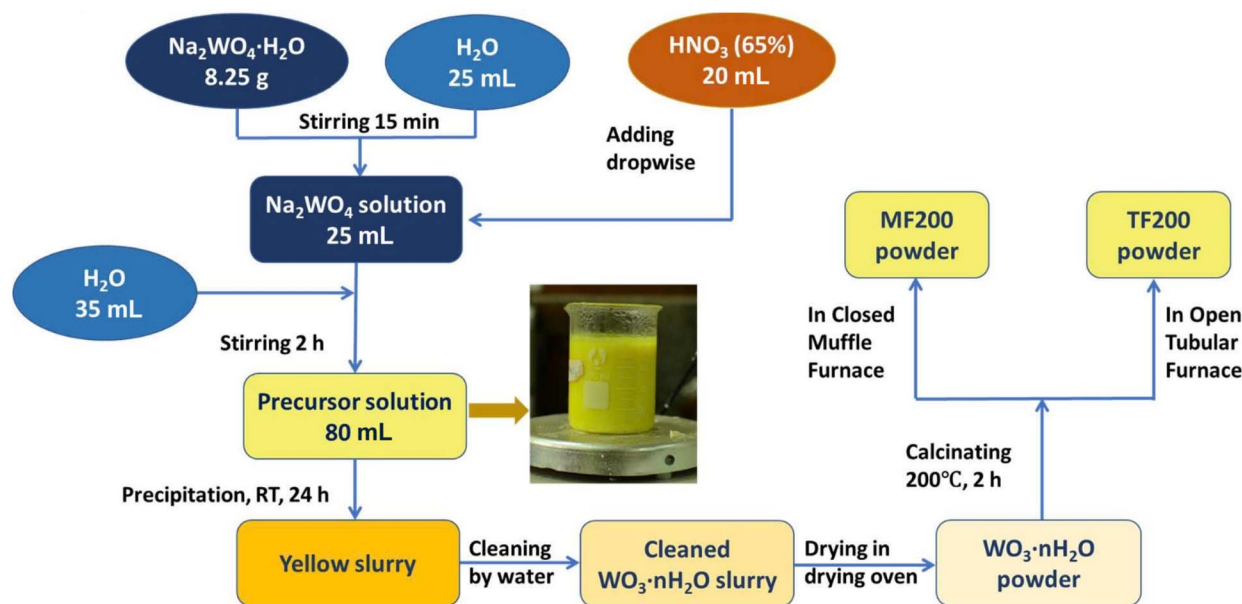 Na₂WO₄·H₂O
8.25 g
H₂O
25 mL
HNO₃ (65%)
20 mL
Stirring 15 min
Adding
dropwise
Na₂WO₄ solution
25 mL
H₂O
35 mL
Stirring 2 h
Precursor solution
80 mL
Precipitation, RT, 24 h
Yellow slurry
Cleaning
by water
Cleaned
WO₃·nH₂O slurry
Drying in
drying oven
WO₃·nH₂O
powder
Calcinating
200℃, 2 h
In Closed
Muffle
Furnace
In Open
Tubular
Furnace
MF200
powder
TF200
powder